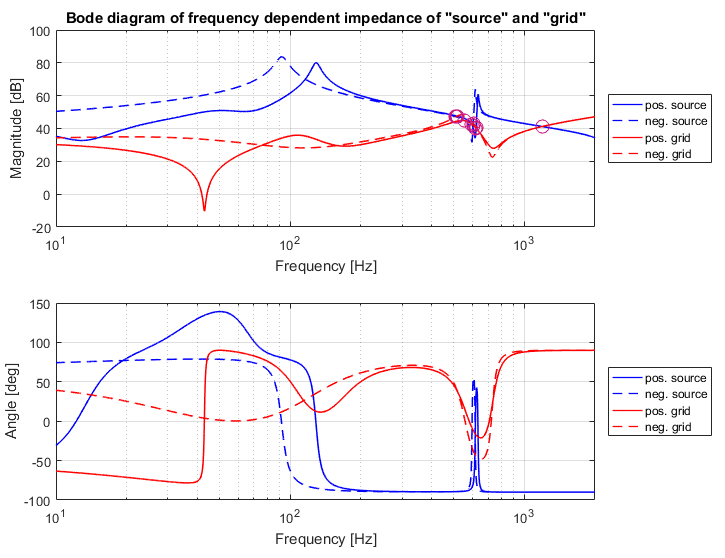 Bode diagram of frequency dependent impedance of "source" and "grid"
Magnitude [dB]
100
80
60
40
20
0
-20
10^1
10^2
10^3
Frequency [Hz]
pos. source
neg. source
pos. grid
neg. grid
Angle [deg]
150
100
50
0
-50
-100
10^1
10^2
10^3
Frequency [Hz]
pos. source
neg. source
pos. grid
neg. grid